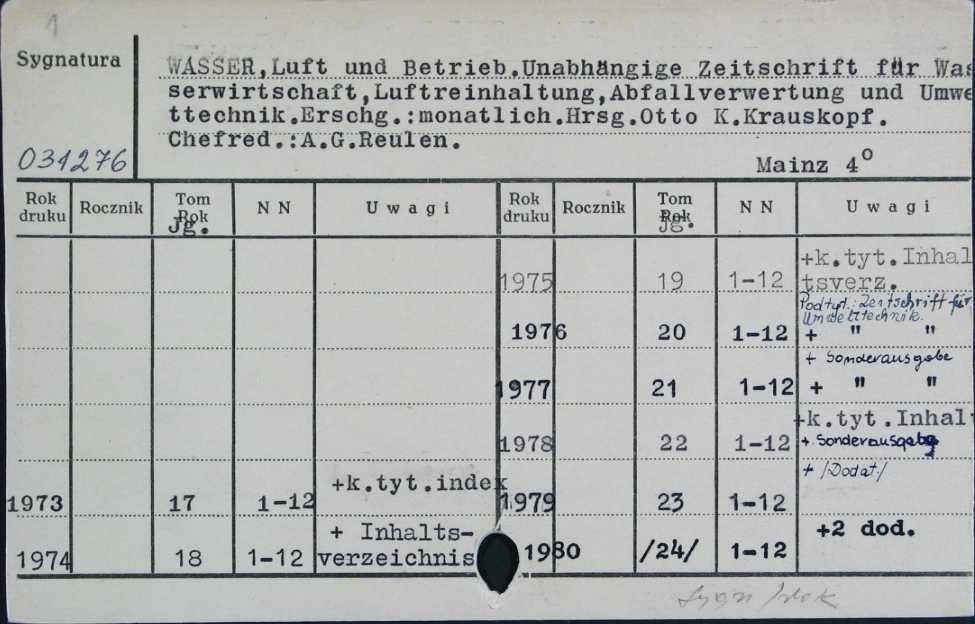 1
Sygnatura
WASSER,Luft und Betrieb.Unabhängige Zeitschrift für Was
serwirtschaft,Luftreinhaltung,Abfallverwertung und Umwe
ttechnik.Erschg.:monatlich.Hrsg.Otto K.Krauskopf.
Chefred.:A.G.Reulen.
031276
Mainz 4°
Rok druku Rocznik Tom Rok Jg. NN Uwagi Rok druku Rocznik Tom Rok Jg. NN Uwagi
1975 19 1-12 +k.tyt.Inhal
tsverz.
Podtyt.: Zeitschrift für
Umwelttechnik.
1976 20 1-12 + " "
+ Sonderausgabe
1977 21 1-12 + " "
+k.tyt.Inhalt
1978 22 1-12 + Sonderausgabe
+k.tyt.index
+ /Dodat./
1973 17 1-12 1979 23 1-12
+ Inhalts-
+2 dod.
1974 18 1-12 verzeichnis 1980 /24/ 1-12